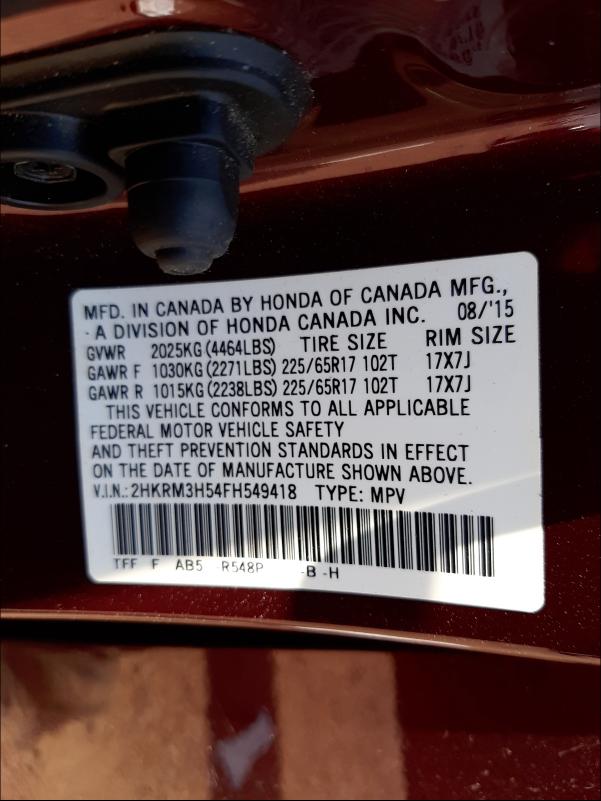 MFD. IN CANADA BY HONDA OF CANADA MFG.,
A DIVISION OF HONDA CANADA INC. 08/'15
GVWR 2025KG(4464LBS) TIRE SIZE RIM SIZE
GAWR F 1030KG(2271LBS) 225/65R17 102T 17X7J
GAWR R 1015KG(2238LBS) 225/65R17 102T 17X7J
THIS VEHICLE CONFORMS TO ALL APPLICABLE
FEDERAL MOTOR VEHICLE SAFETY
AND THEFT PREVENTION STANDARDS IN EFFECT
ON THE DATE OF MANUFACTURE SHOWN ABOVE.
V.I.N.:2HKRM3H54FH549418 TYPE: MPV
TFF F AB5 -R548P -B -H